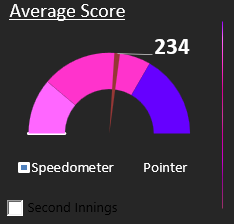 Average Score
234
Speedometer Pointer
Second Innings